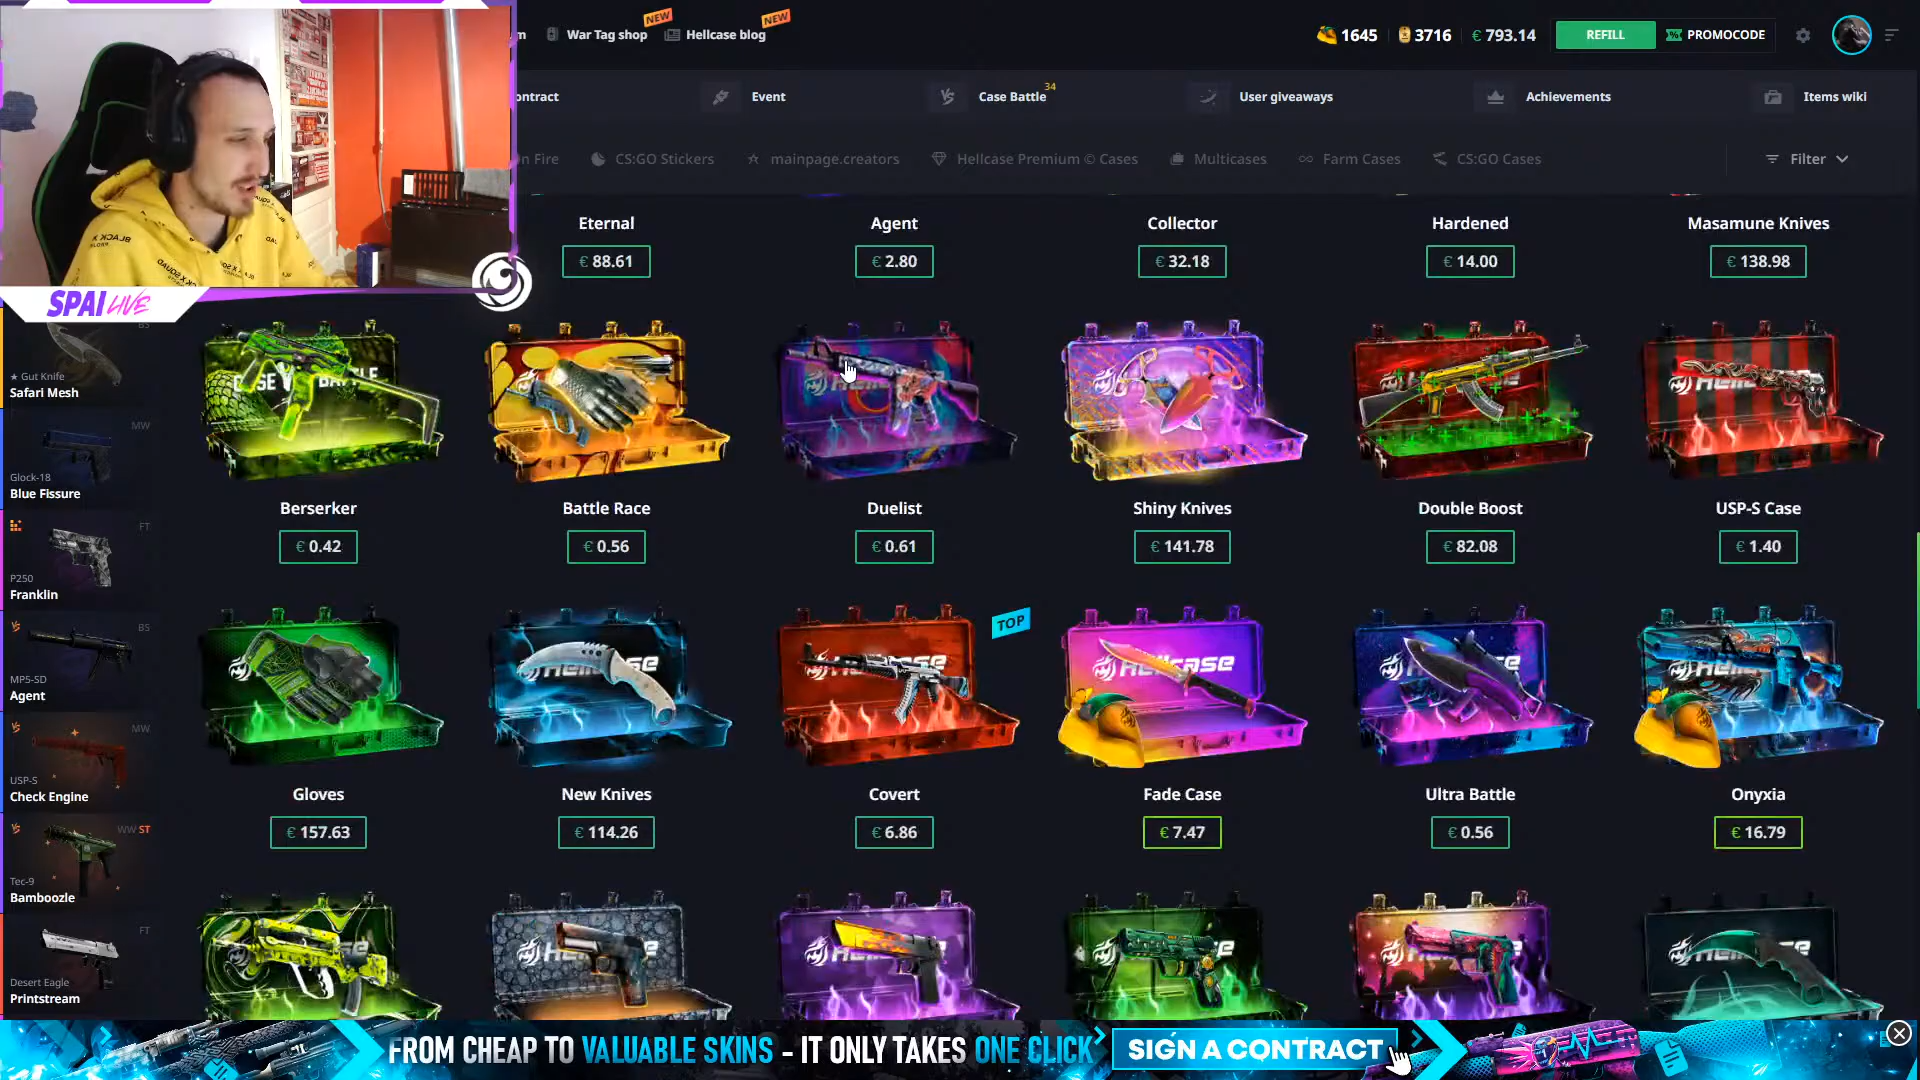 War Tag shop
NEW
Hellcase blog
NEW
1645
3716
€ 793.14
REFILL
PROMOCODE
ontract
Event
Case Battle
34
User giveaways
Achievements
Items wiki
n Fire
CS:GO Stickers
mainpage.creators
Hellcase Premium © Cases
Multicases
Farm Cases
CS:GO Cases
Filter
Eternal
Agent
Collector
Hardened
Masamune Knives
€ 88.61
€ 2.80
€ 32.18
€ 14.00
€ 138.98
SPAI LIVE
BS
★ Gut Knife
Safari Mesh
MW
Glock-18
Blue Fissure
FT
P250
Franklin
BS
MP5-SD
Agent
MW
USP-S
Check Engine
WW ST
Tec-9
Bamboozle
FT
Desert Eagle
Printstream
Berserker
Battle Race
Duelist
Shiny Knives
Double Boost
USP-S Case
€ 0.42
€ 0.56
€ 0.61
€ 141.78
€ 82.08
€ 1.40
TOP
Gloves
New Knives
Covert
Fade Case
Ultra Battle
Onyxia
€ 157.63
€ 114.26
€ 6.86
€ 7.47
€ 0.56
€ 16.79
FROM CHEAP TO VALUABLE SKINS - IT ONLY TAKES ONE CLICK
SIGN A CONTRACT